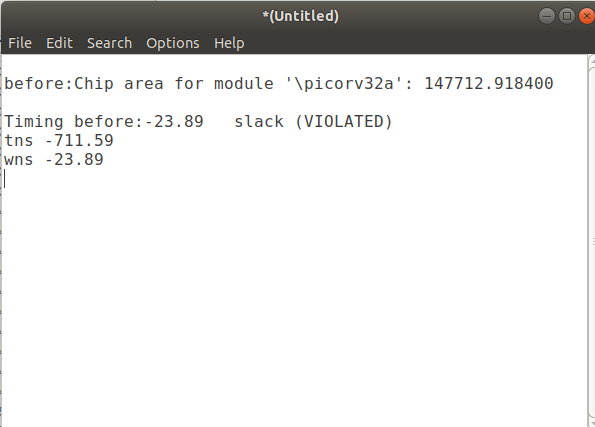 *(Untitled)
File Edit Search Options Help
before:Chip area for module '\picorv32a': 147712.918400
Timing before:-23.89   slack (VIOLATED)
tns -711.59
wns -23.89